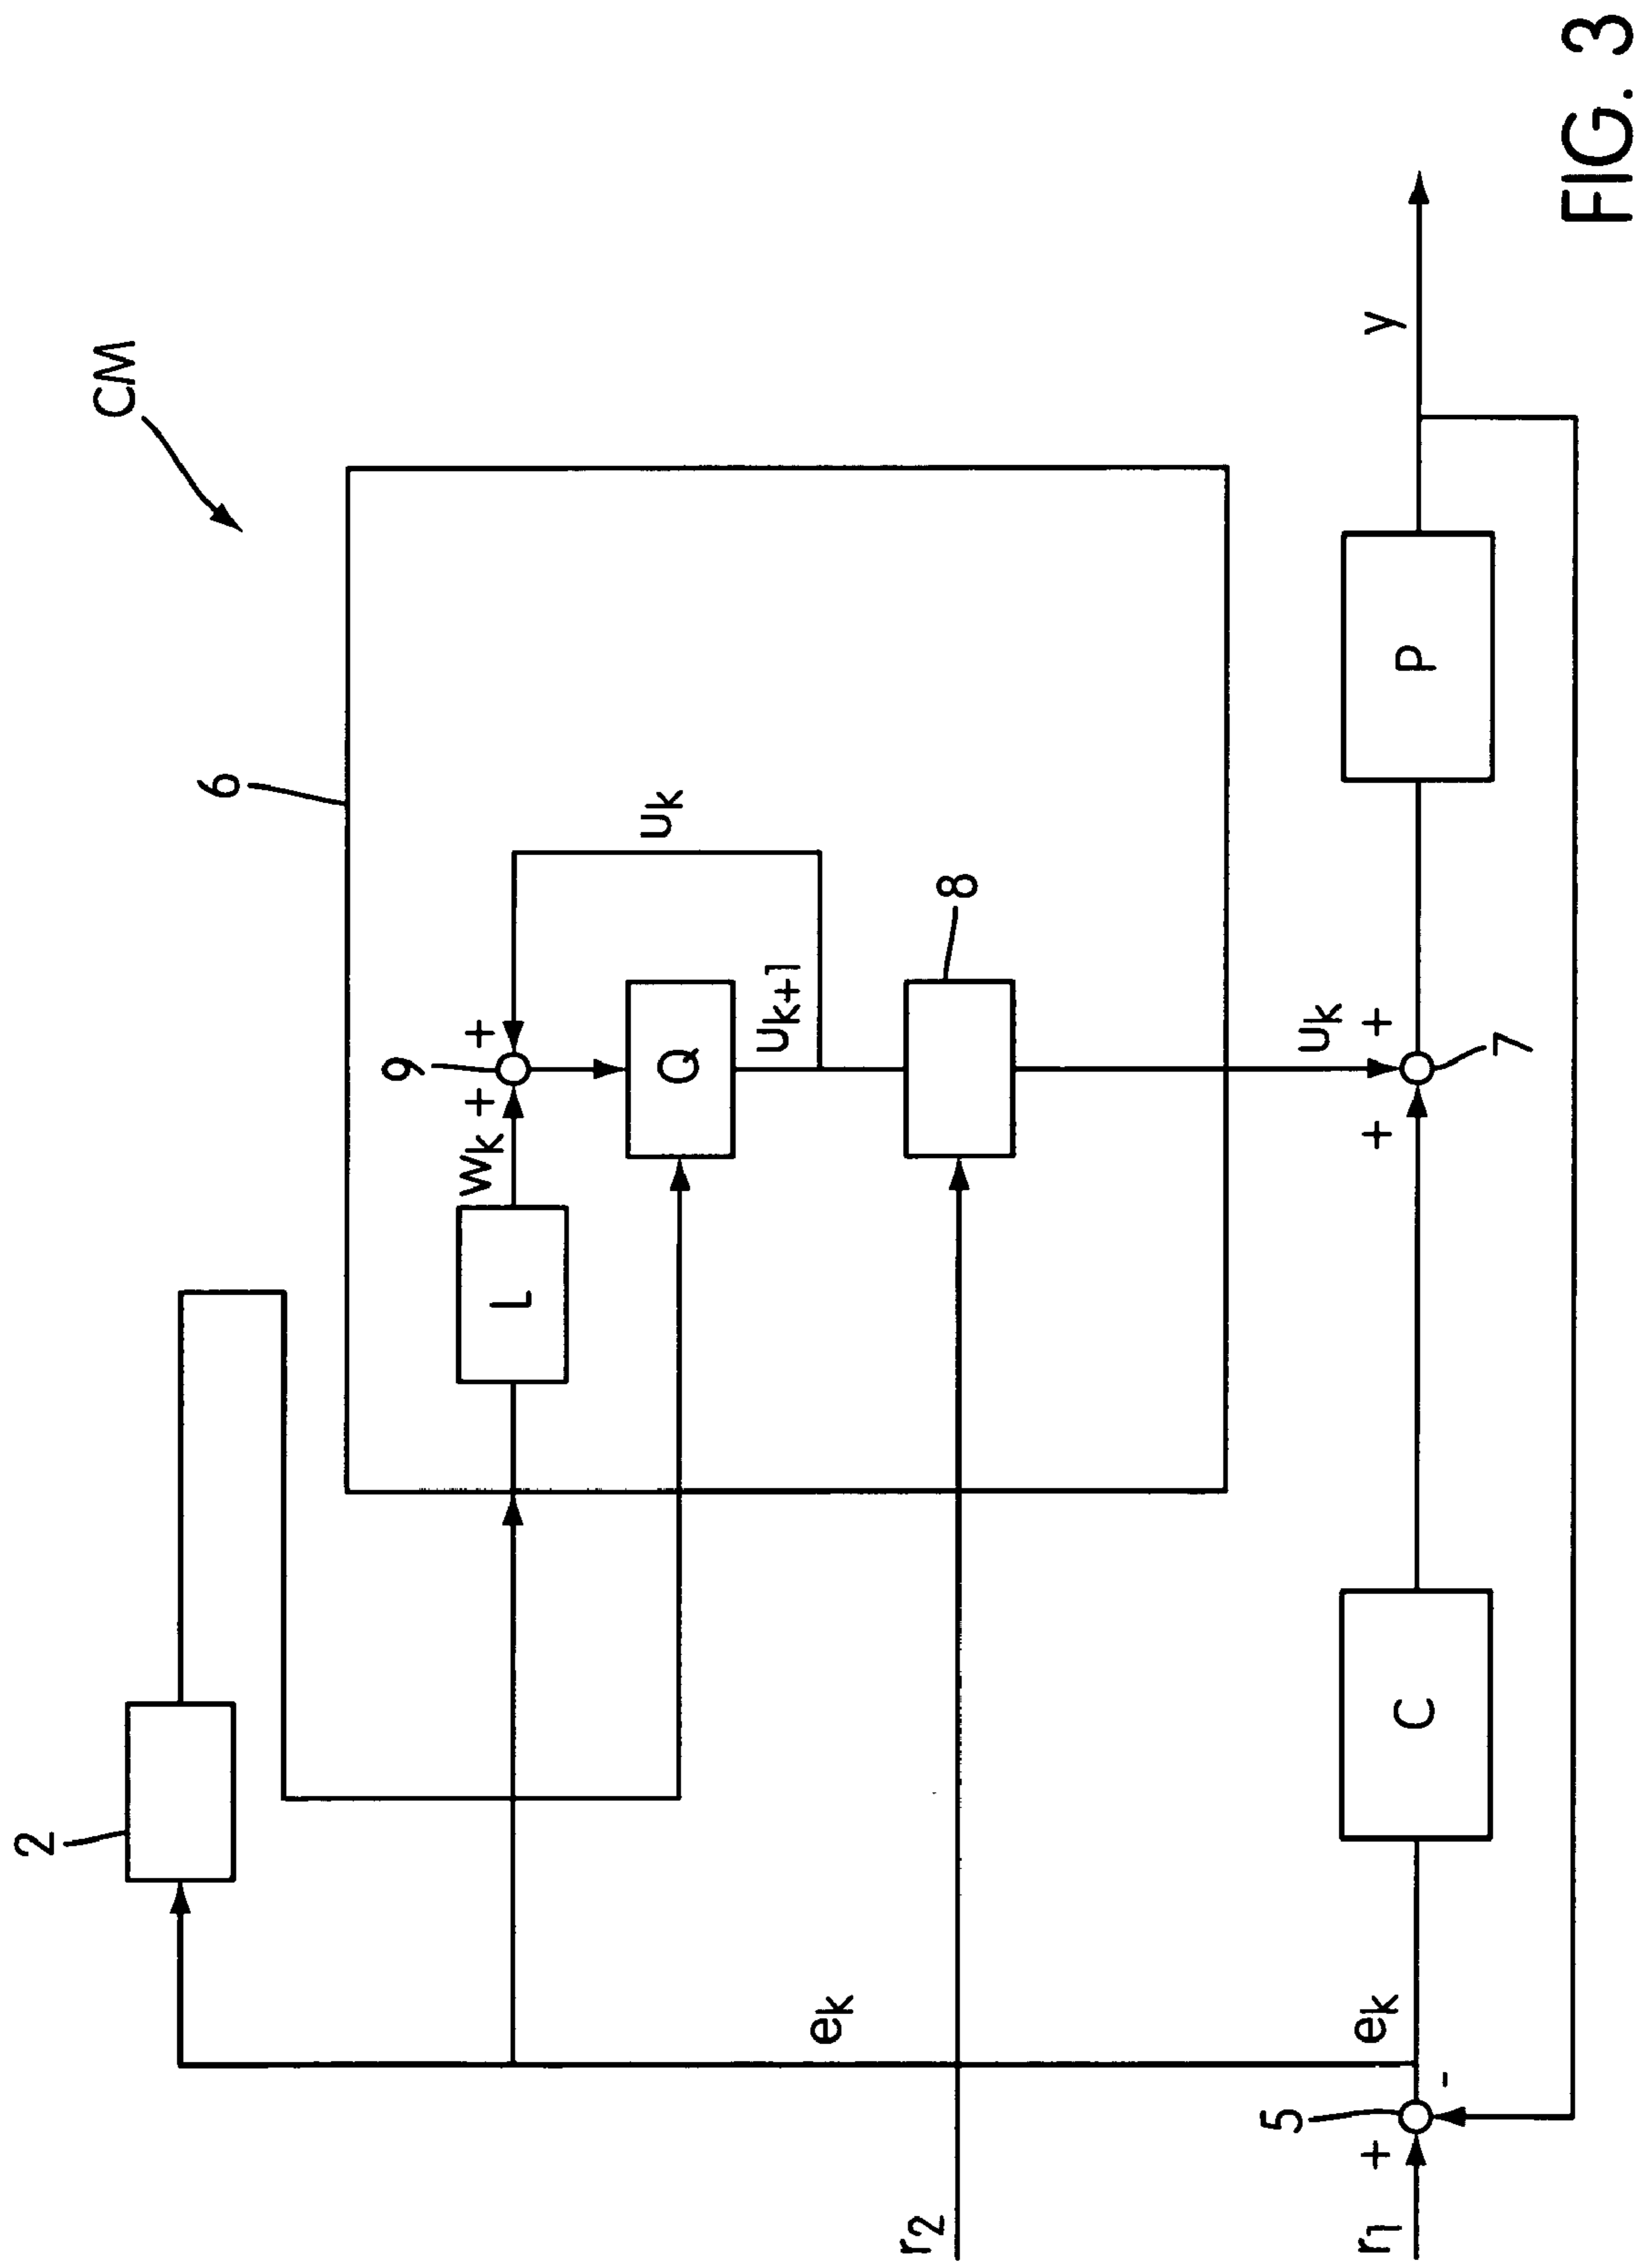 CM
2
6
9
+
uₖ
Wₖ
+
L
Q
uₖ₊₁
8
r₂
eₖ
uₖ
+
+
7
y
P
C
eₖ
5
+
-
r₁
FIG. 3